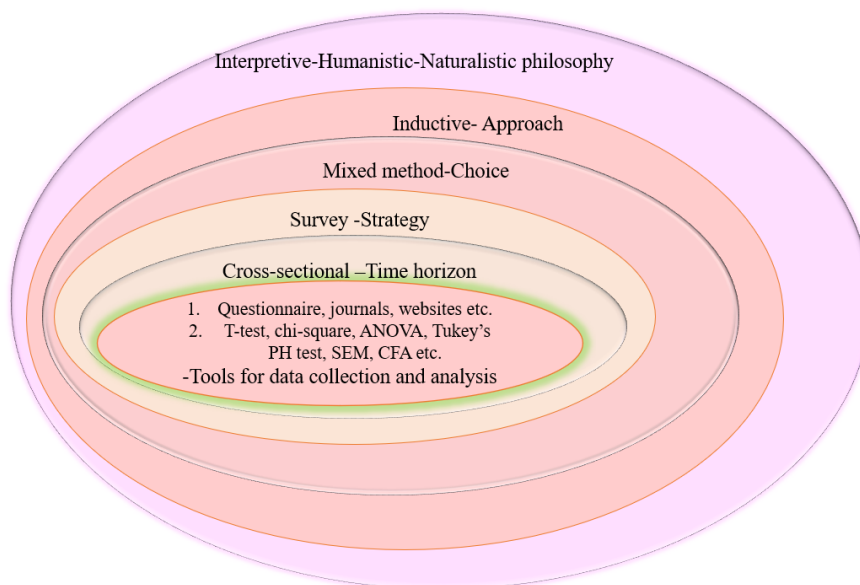 Interpretive-Humanistic-Naturalistic philosophy
Inductive- Approach
Mixed method-Choice
Survey -Strategy
Cross-sectional –Time horizon
1. Questionnaire, journals, websites etc.
2. T-test, chi-square, ANOVA, Tukey's
PH test, SEM, CFA etc.
-Tools for data collection and analysis